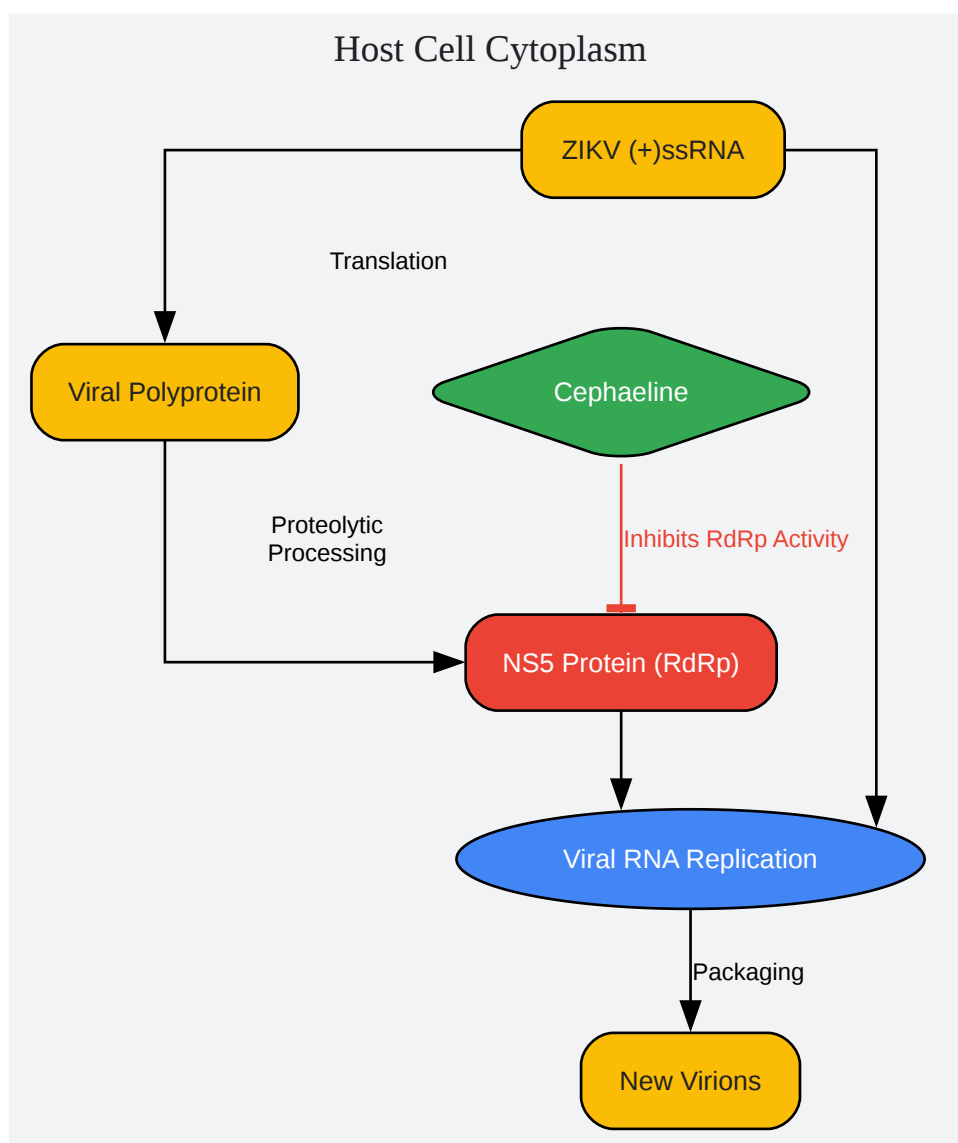 Host Cell Cytoplasm
ZIKV (+)ssRNA
Translation
Viral Polyprotein
Cephaeline
Proteolytic
Processing
Inhibits RdRp Activity
NS5 Protein (RdRp)
Viral RNA Replication
Packaging
New Virions